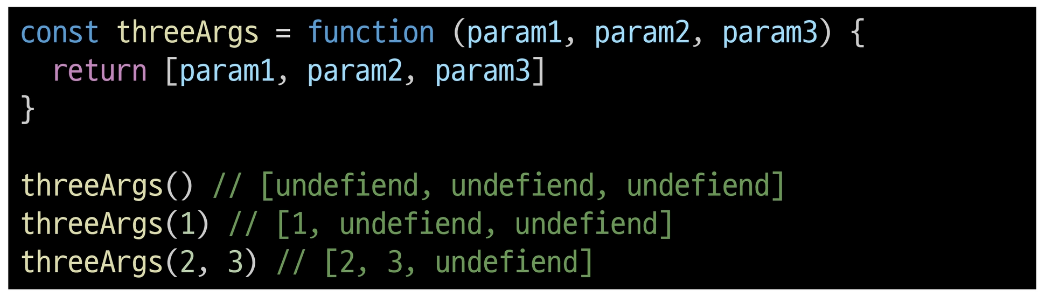 const threeArgs = function (param1, param2, param3) {
  return [param1, param2, param3]
}

threeArgs() // [undefiend, undefiend, undefiend]
threeArgs(1) // [1, undefiend, undefiend]
threeArgs(2, 3) // [2, 3, undefiend]